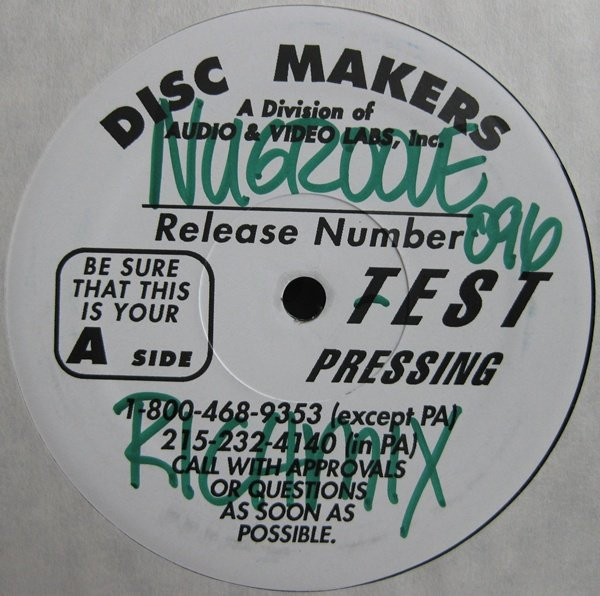 DISC MAKERS
A Division of
AUDIO & VIDEO LABS, Inc.
NUGROOVE
096
Release Number
BE SURE
THAT THIS
IS YOUR
A SIDE
TEST
PRESSING
1-800-468-9353 (except PA)
215-232-4140 (in PA)
CALL WITH APPROVALS
OR QUESTIONS
AS SOON AS
POSSIBLE.